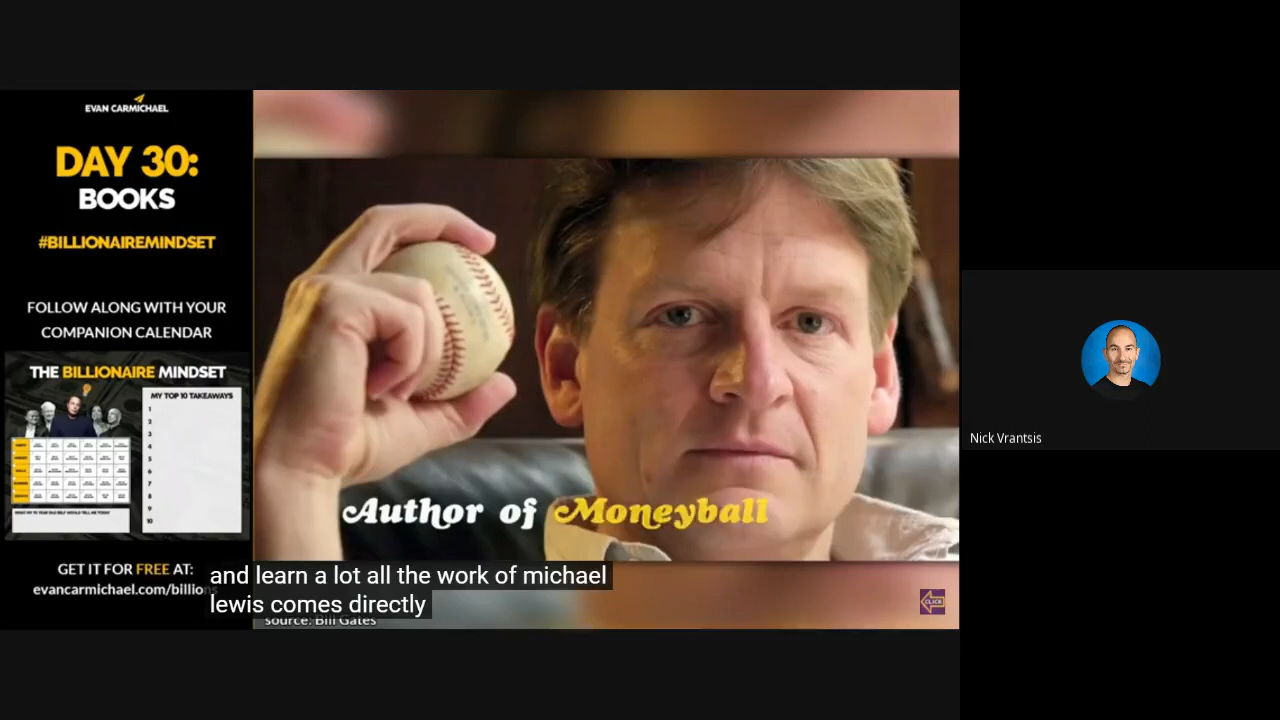 EVAN CARMICHAEL
DAY 30:
BOOKS
#BILLIONAIREMINDSET
FOLLOW ALONG WITH YOUR
COMPANION CALENDAR
THE BILLIONAIRE MINDSET
MY TOP 10 TAKEAWAYS
1
2
3
4
5
6
7
8
9
10
GET IT FOR FREE AT:
evancarmichael.com/billio
Author of Moneyball
and learn a lot all the work of michael
lewis comes directly
source: Bill Gates
CLICK
Nick Vrantsis